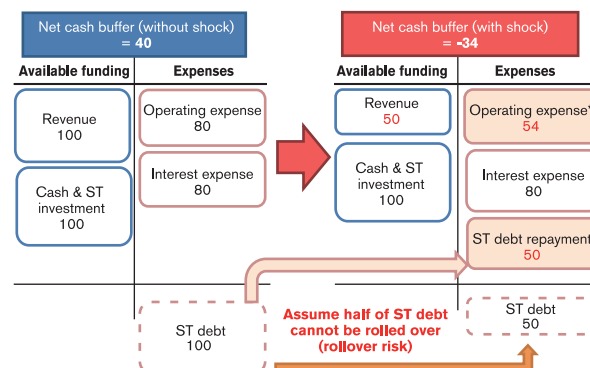 Net cash buffer (without shock)
= 40
Available funding
Expenses
Revenue
100
Operating expense
80
Cash & ST
investment
100
Interest expense
80
ST debt
100
Net cash buffer (with shock)
= -34
Available funding
Expenses
Revenue
50
Operating expense*
54
Cash & ST
investment
100
Interest expense
80
ST debt repayment
50
Assume half of ST debt
cannot be rolled over
(rollover risk)
ST debt
50